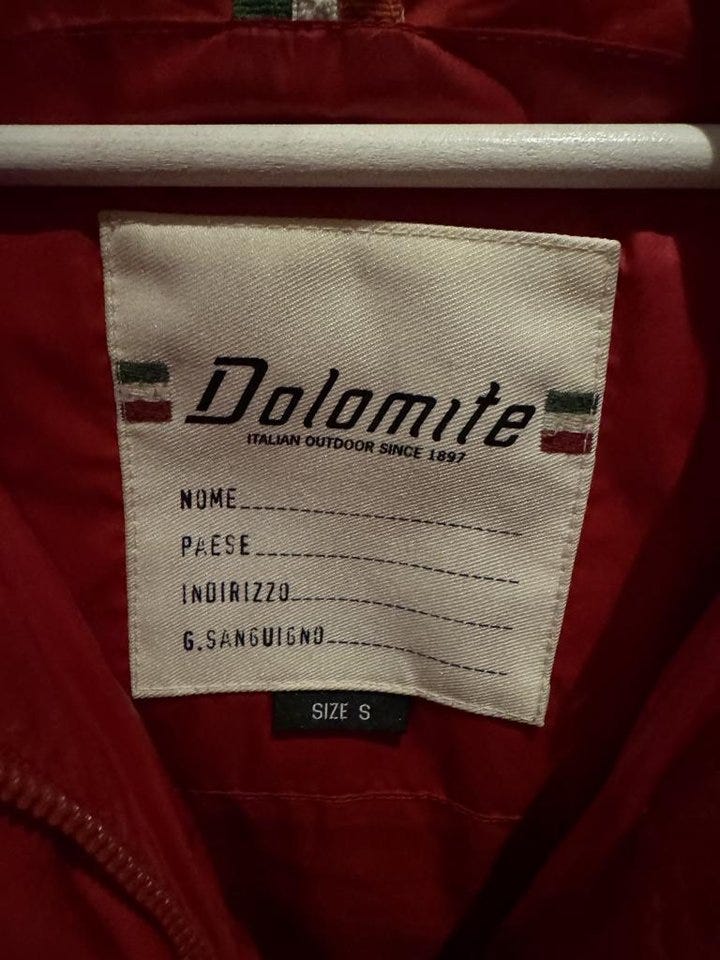 Dolomite
ITALIAN OUTDOOR SINCE 1897
NOME
PAESE
INDIRIZZO
G.SANGUIGNO
SIZE S